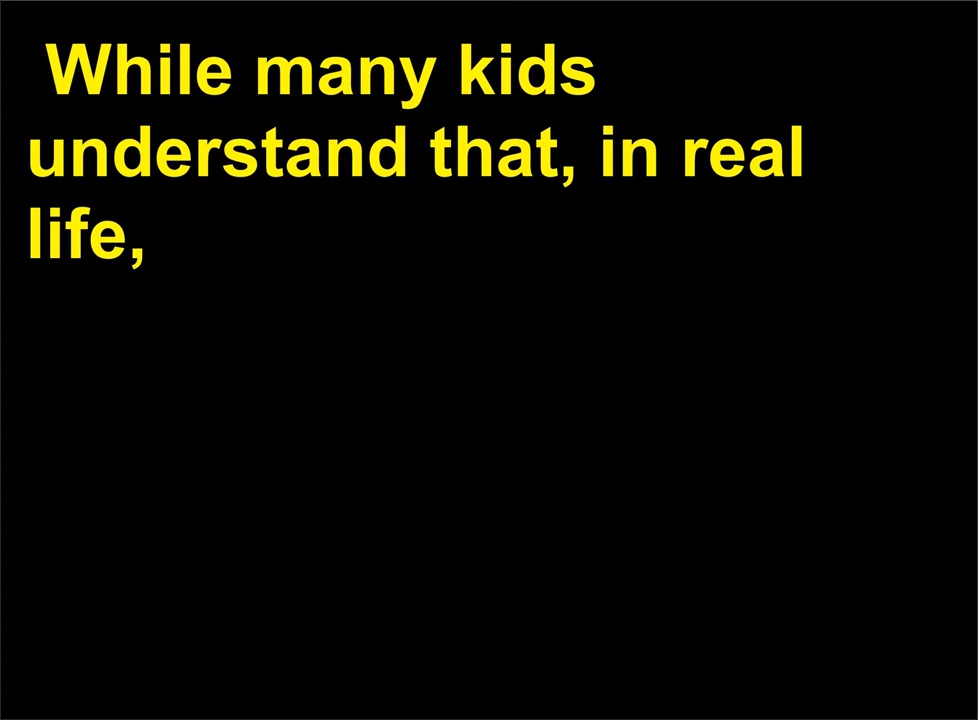 While many kids
understand that, in real
life,